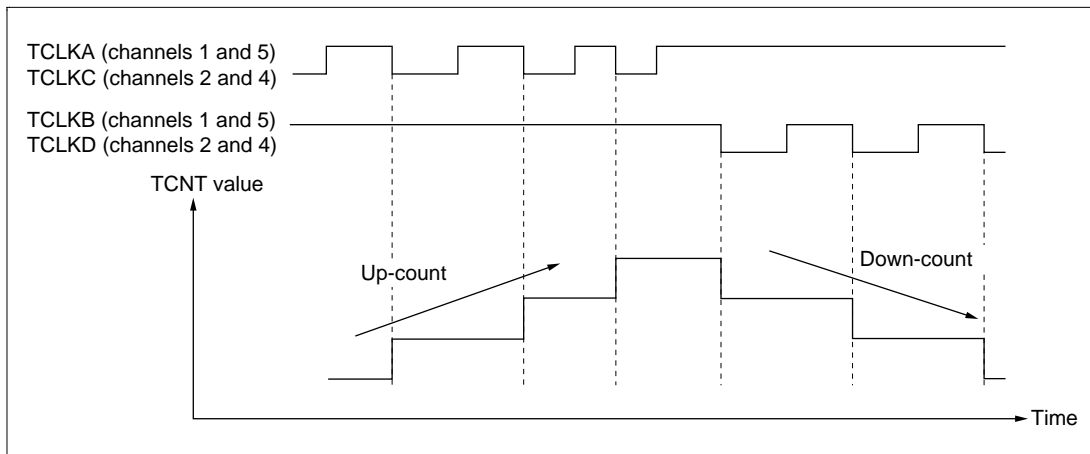 TCLKA (channels 1 and 5)
TCLKC (channels 2 and 4)
TCLKB (channels 1 and 5)
TCLKD (channels 2 and 4)
TCNT value
Up-count
Down-count
Time